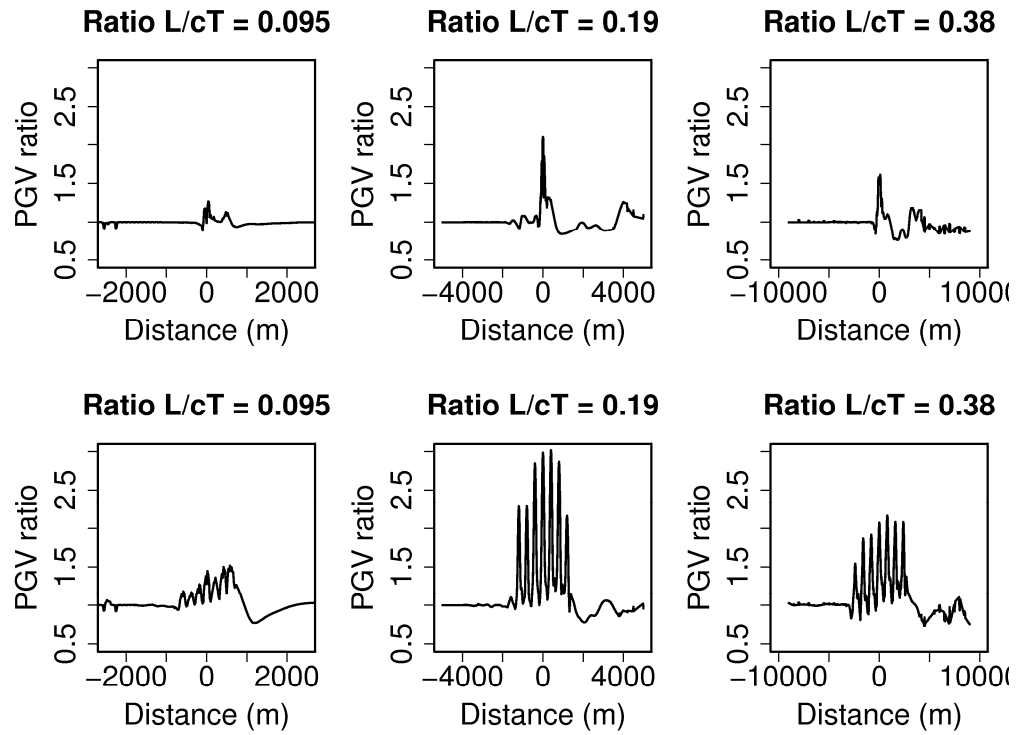 Ratio L/cT = 0.095
PGV ratio
0.5 1.5 2.5
−2000 0 2000
Distance (m)
Ratio L/cT = 0.19
PGV ratio
0.5 1.5 2.5
−4000 0 4000
Distance (m)
Ratio L/cT = 0.38
PGV ratio
0.5 1.5 2.5
−10000 0 10000
Distance (m)
Ratio L/cT = 0.095
PGV ratio
0.5 1.5 2.5
−2000 0 2000
Distance (m)
Ratio L/cT = 0.19
PGV ratio
0.5 1.5 2.5
−4000 0 4000
Distance (m)
Ratio L/cT = 0.38
PGV ratio
0.5 1.5 2.5
−10000 0 10000
Distance (m)